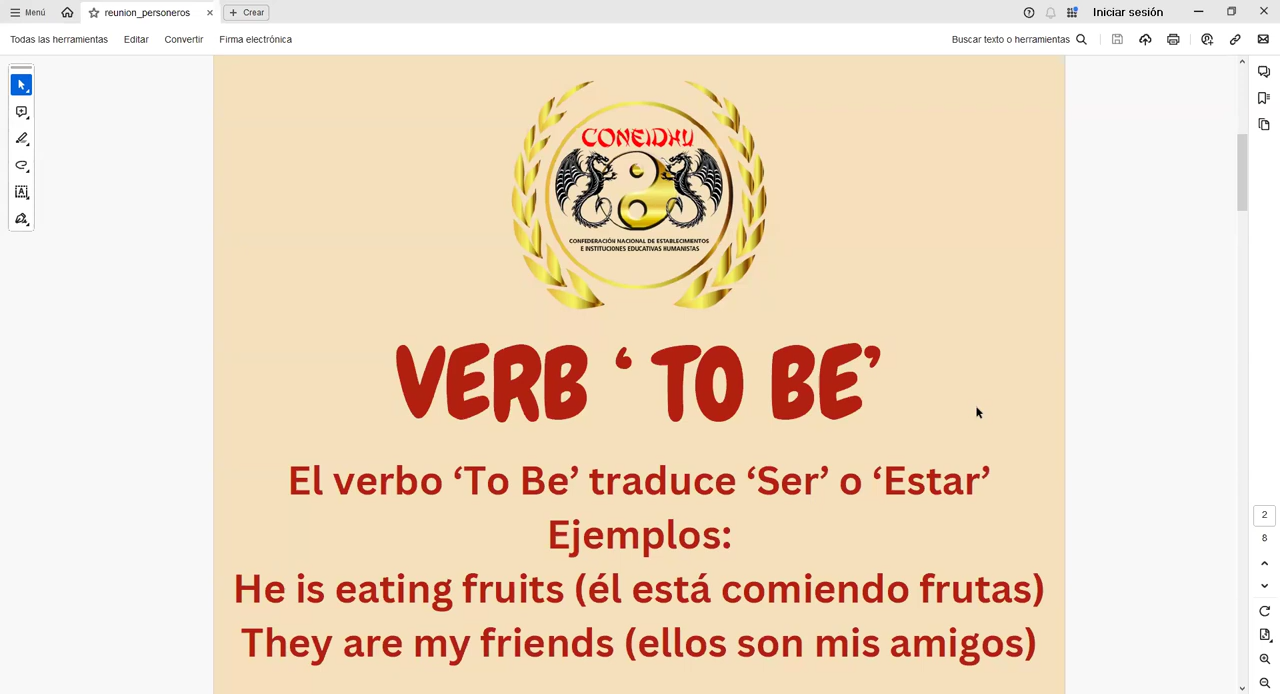 Menú
reunion_personeros
Crear
Iniciar sesión
Todas las herramientas
Editar
Convertir
Firma electrónica
Buscar texto o herramientas
CONEIDHU
CONFEDERACIÓN NACIONAL DE ESTABLECIMIENTOS
E INSTITUCIONES EDUCATIVAS HUMANISTAS
VERB ‘ TO BE’
El verbo ‘To Be’ traduce ‘Ser’ o ‘Estar’
Ejemplos:
He is eating fruits (él está comiendo frutas)
They are my friends (ellos son mis amigos)
2
8